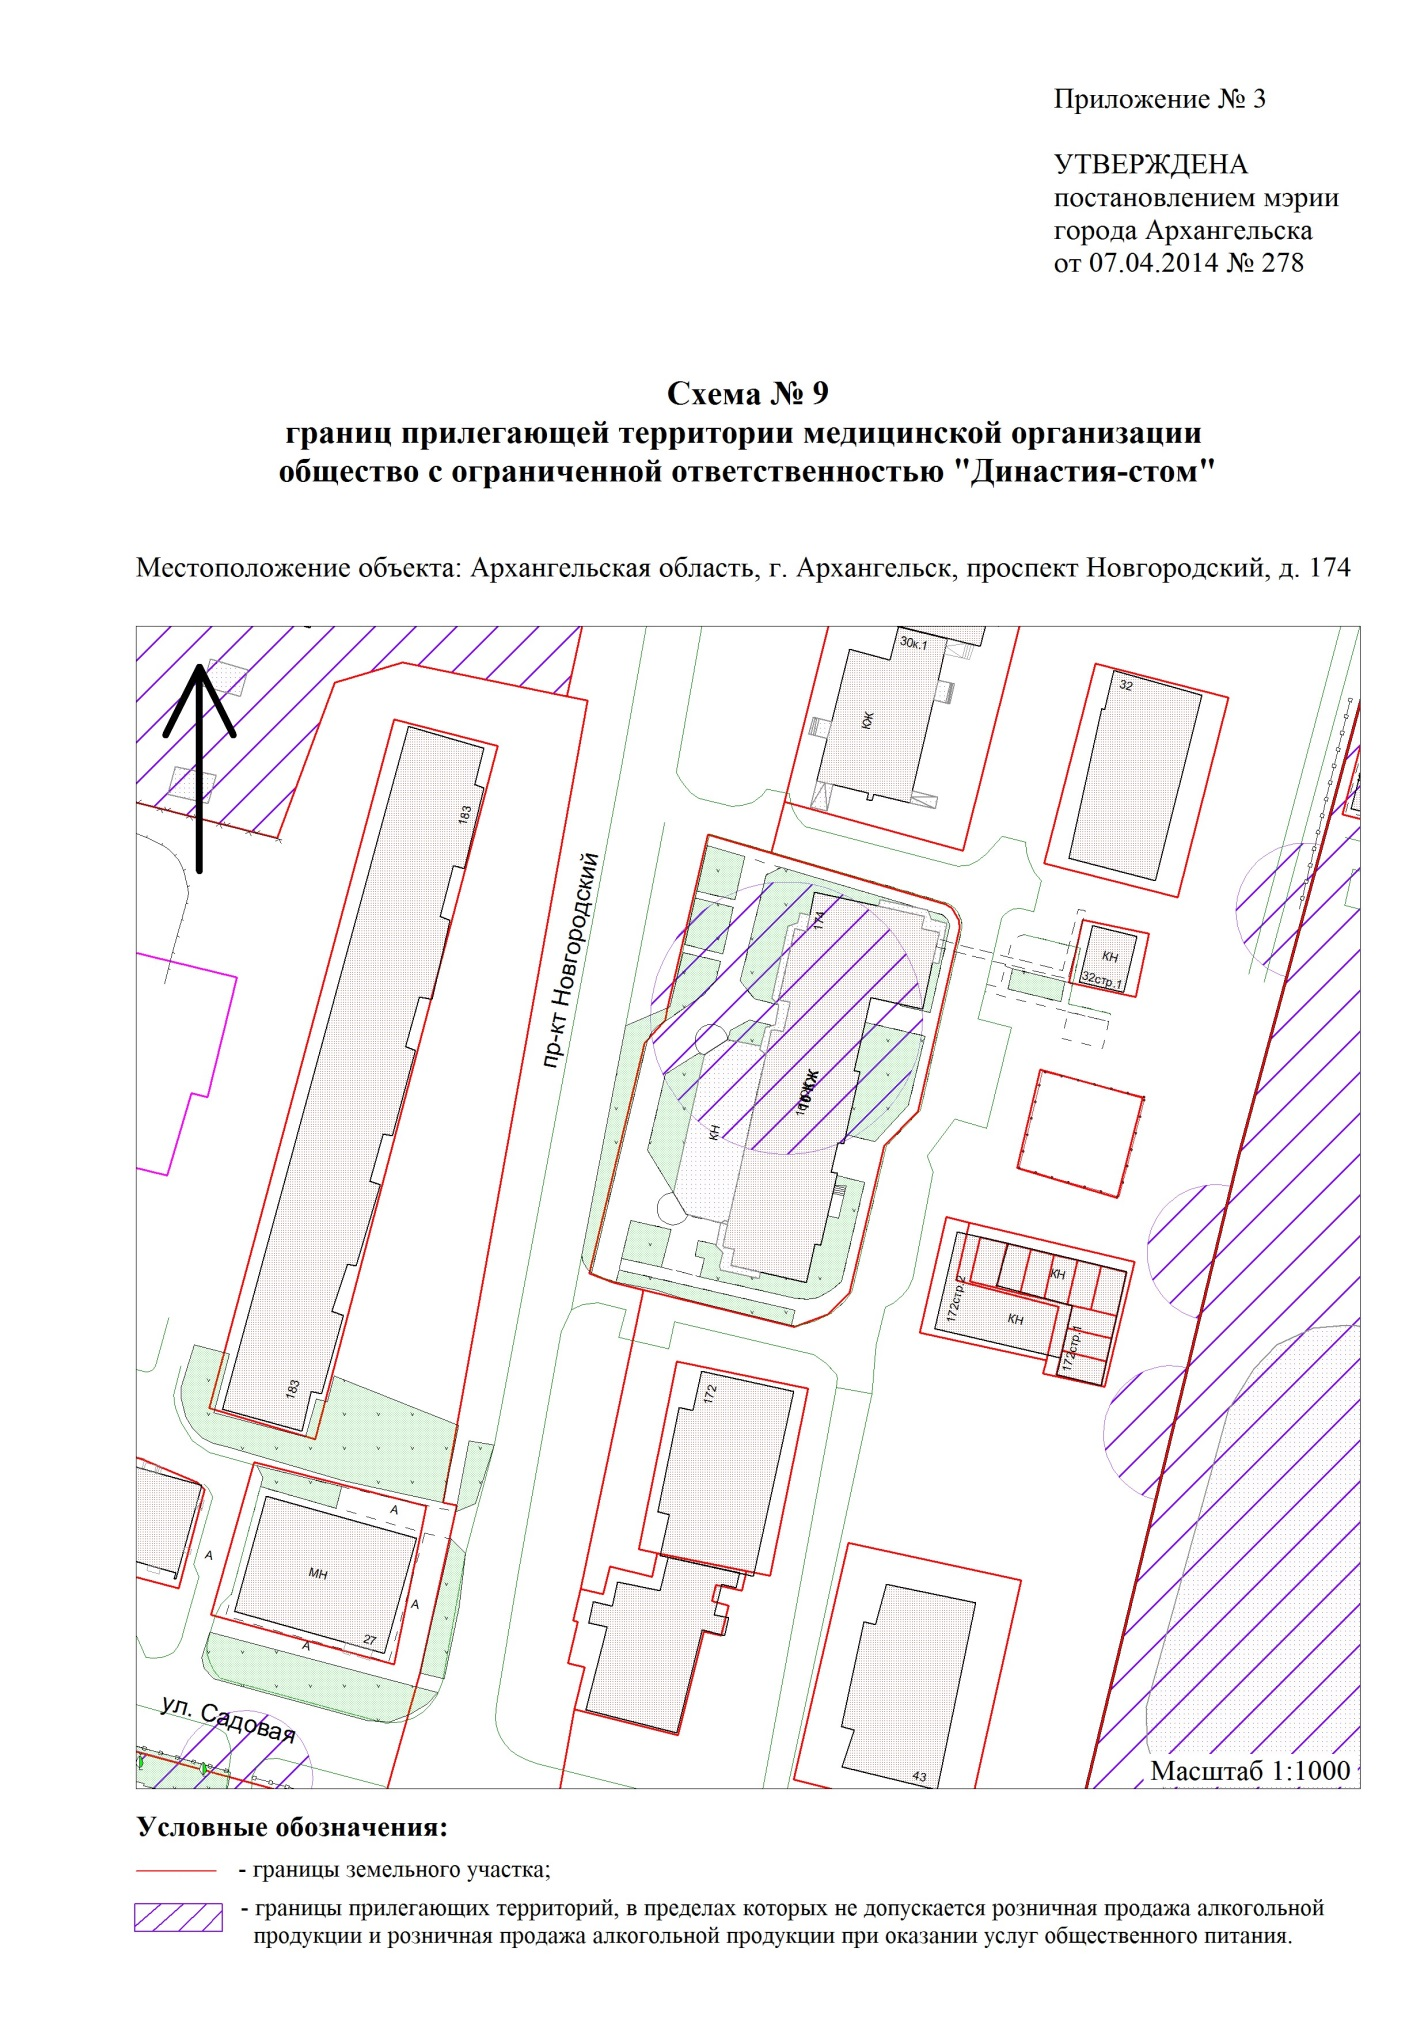 Приложение № 3
УТВЕРЖДЕНА
постановлением мэрии
города Архангельска
от 07.04.2014 № 278
Схема № 9
границ прилегающей территории медицинской организации
общество с ограниченной ответственностью "Династия-стом"
Местоположение объекта: Архангельская область, г. Архангельск, проспект Новгородский, д. 174
30к.1
КЖ
32
183
пр-кт Новгородский
174
КН
32стр.1
КН
183
172стр.2
КН
КН
172стр.1
172
МН
А
А
А
А
27
ул. Садовая
43
Масштаб 1:1000
Условные обозначения:
- границы земельного участка;
- границы прилегающих территорий, в пределах которых не допускается розничная продажа алкогольной
продукции и розничная продажа алкогольной продукции при оказании услуг общественного питания.